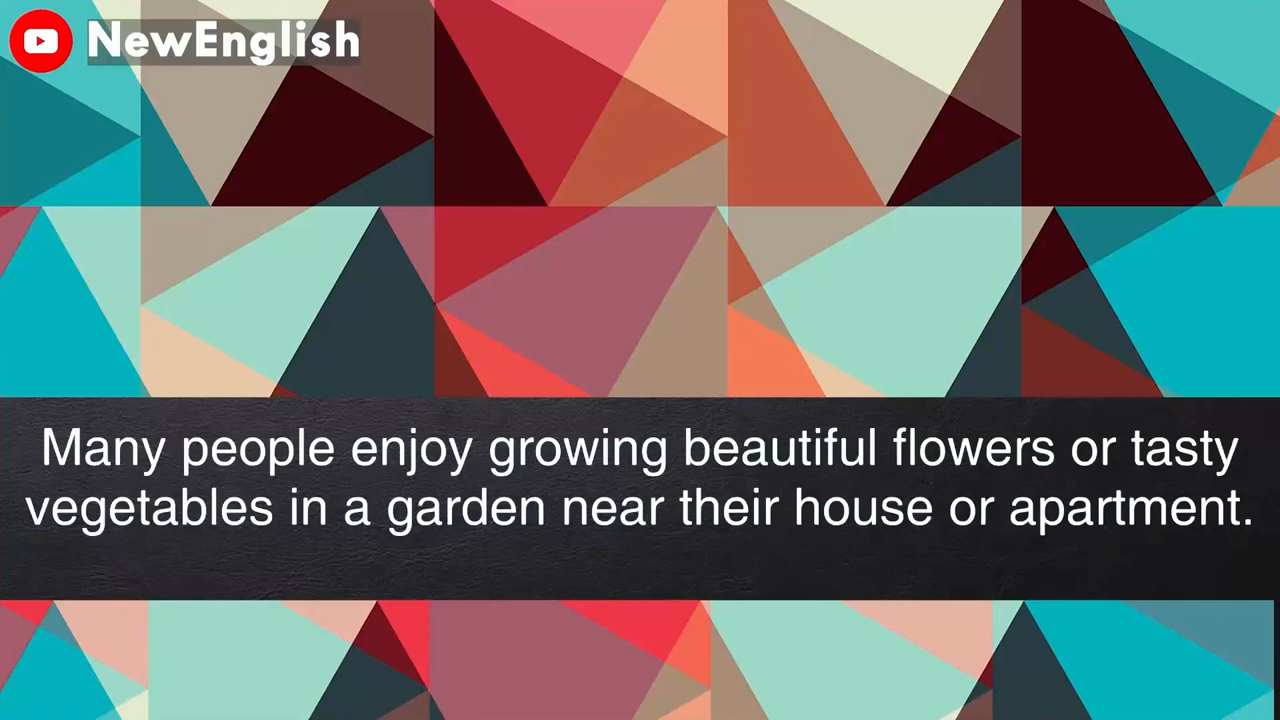 NewEnglish
Many people enjoy growing beautiful flowers or tasty
vegetables in a garden near their house or apartment.